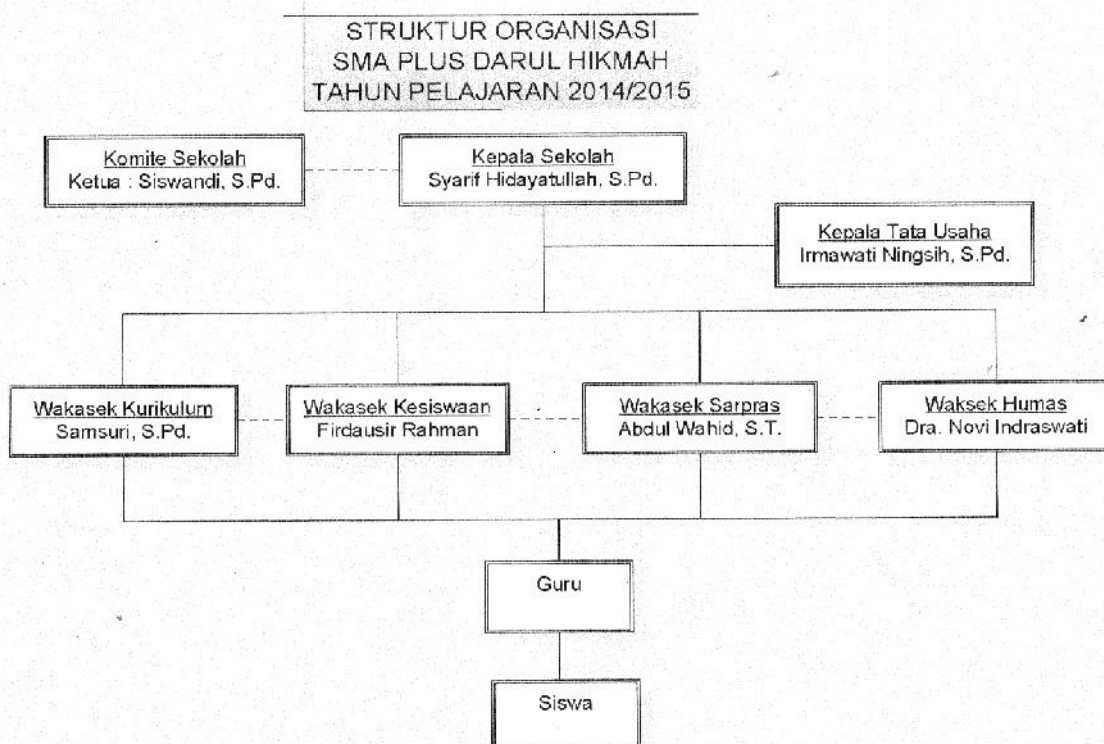 STRUKTUR ORGANISASI
SMA PLUS DARUL HIKMAH
TAHUN PELAJARAN 2014/2015
Komite Sekolah
Ketua : Siswandi, S.Pd.
Kepala Sekolah
Syarif Hidayatullah, S.Pd.
Kepala Tata Usaha
Irmawati Ningsih, S.Pd.
Wakasek Kurikulum
Samsuri, S.Pd.
Wakasek Kesiswaan
Firdausir Rahman
Wakasek Sarpras
Abdul Wahid, S.T.
Waksek Humas
Dra. Novi Indraswati
Guru
Siswa